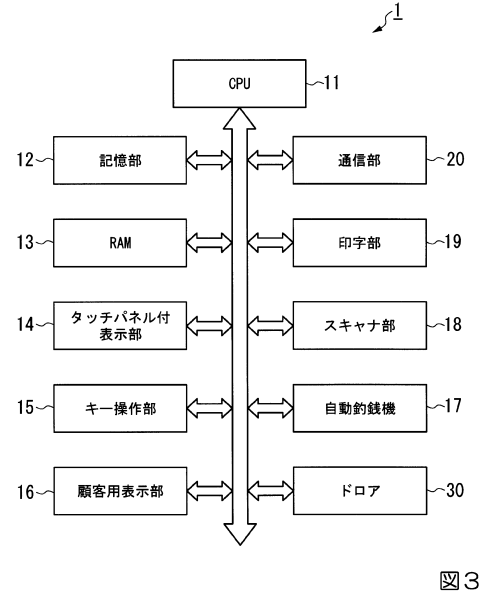 1
CPU
11
12
記憶部
通信部
20
13
RAM
印字部
19
14
タッチパネル付
表示部
スキャナ部
18
15
キー操作部
自動釣銭機
17
16
顧客用表示部
ドロア
30
図3